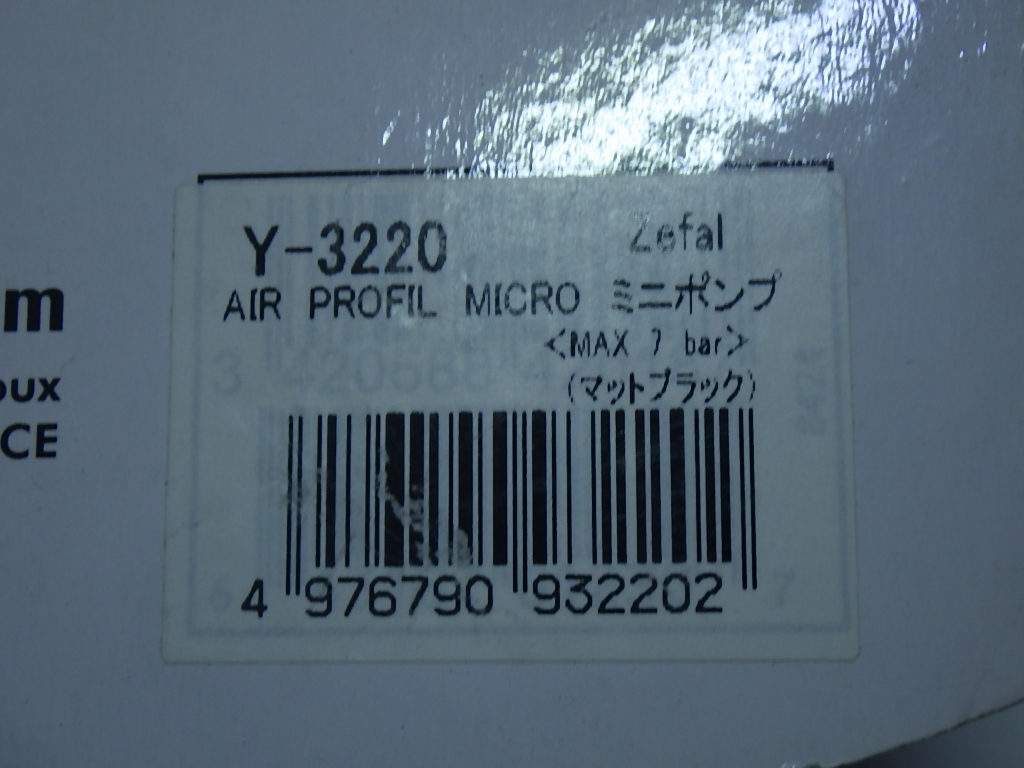 Y-3220 Zefal
AIR PROFIL MICRO ミニポンプ
<MAX 7 bar>
(マットブラック)
4 976790 932202
m
oux
CE